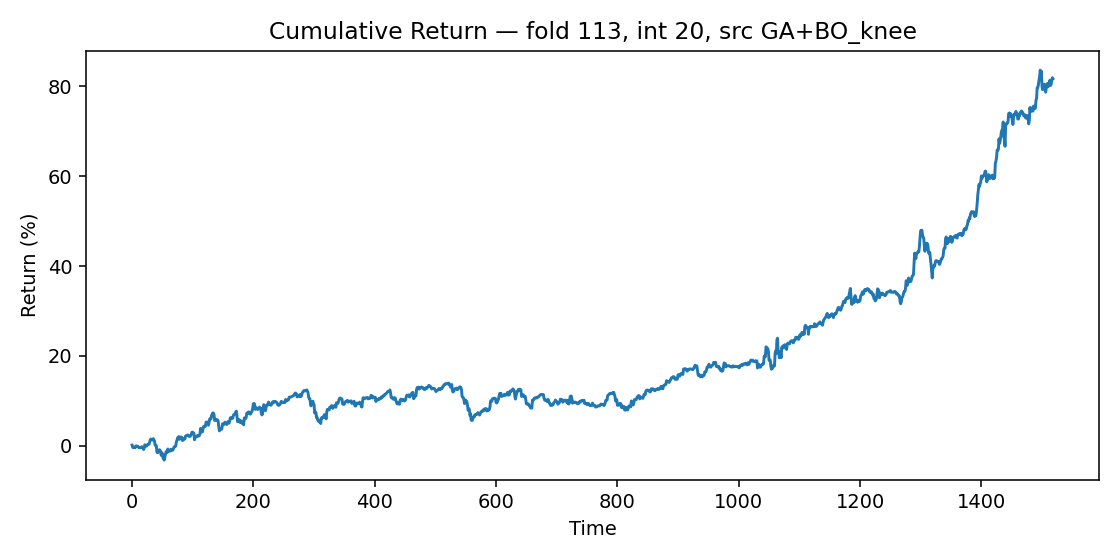 Cumulative Return — fold 113, int 20, src GA+BO_knee
Return (%)
80
60
40
20
0
0 200 400 600 800 1000 1200 1400
Time